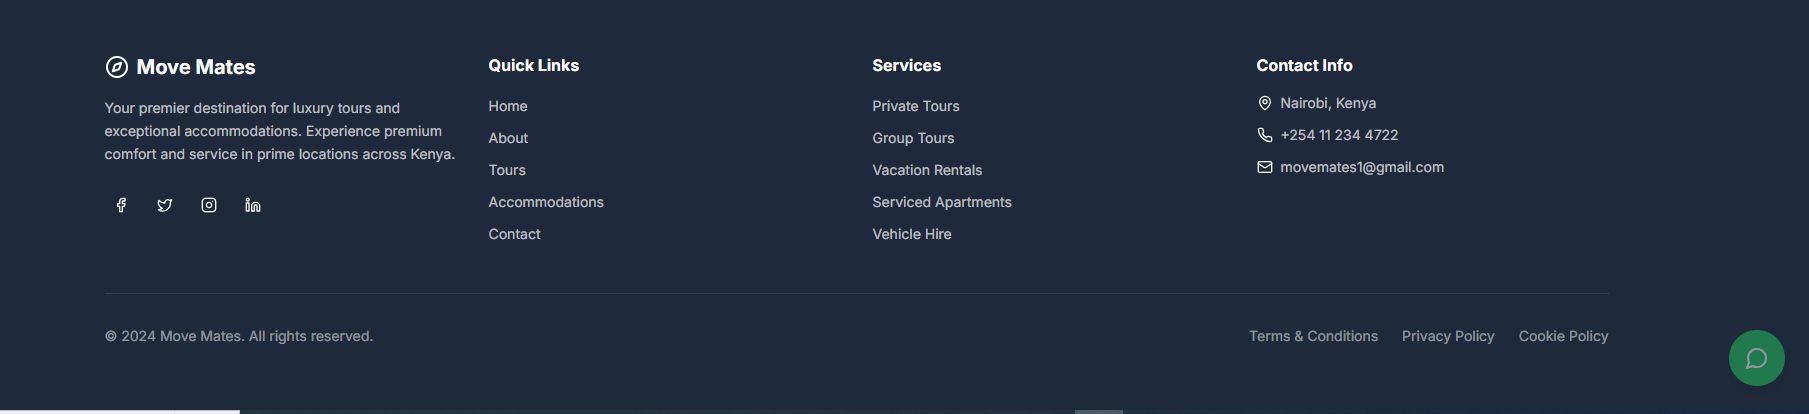 Move Mates
Your premier destination for luxury tours and
exceptional accommodations. Experience premium
comfort and service in prime locations across Kenya.
Quick Links
Home
About
Tours
Accommodations
Contact
Services
Private Tours
Group Tours
Vacation Rentals
Serviced Apartments
Vehicle Hire
Contact Info
Nairobi, Kenya
+254 11 234 4722
movemates1@gmail.com
© 2024 Move Mates. All rights reserved.
Terms & Conditions
Privacy Policy
Cookie Policy